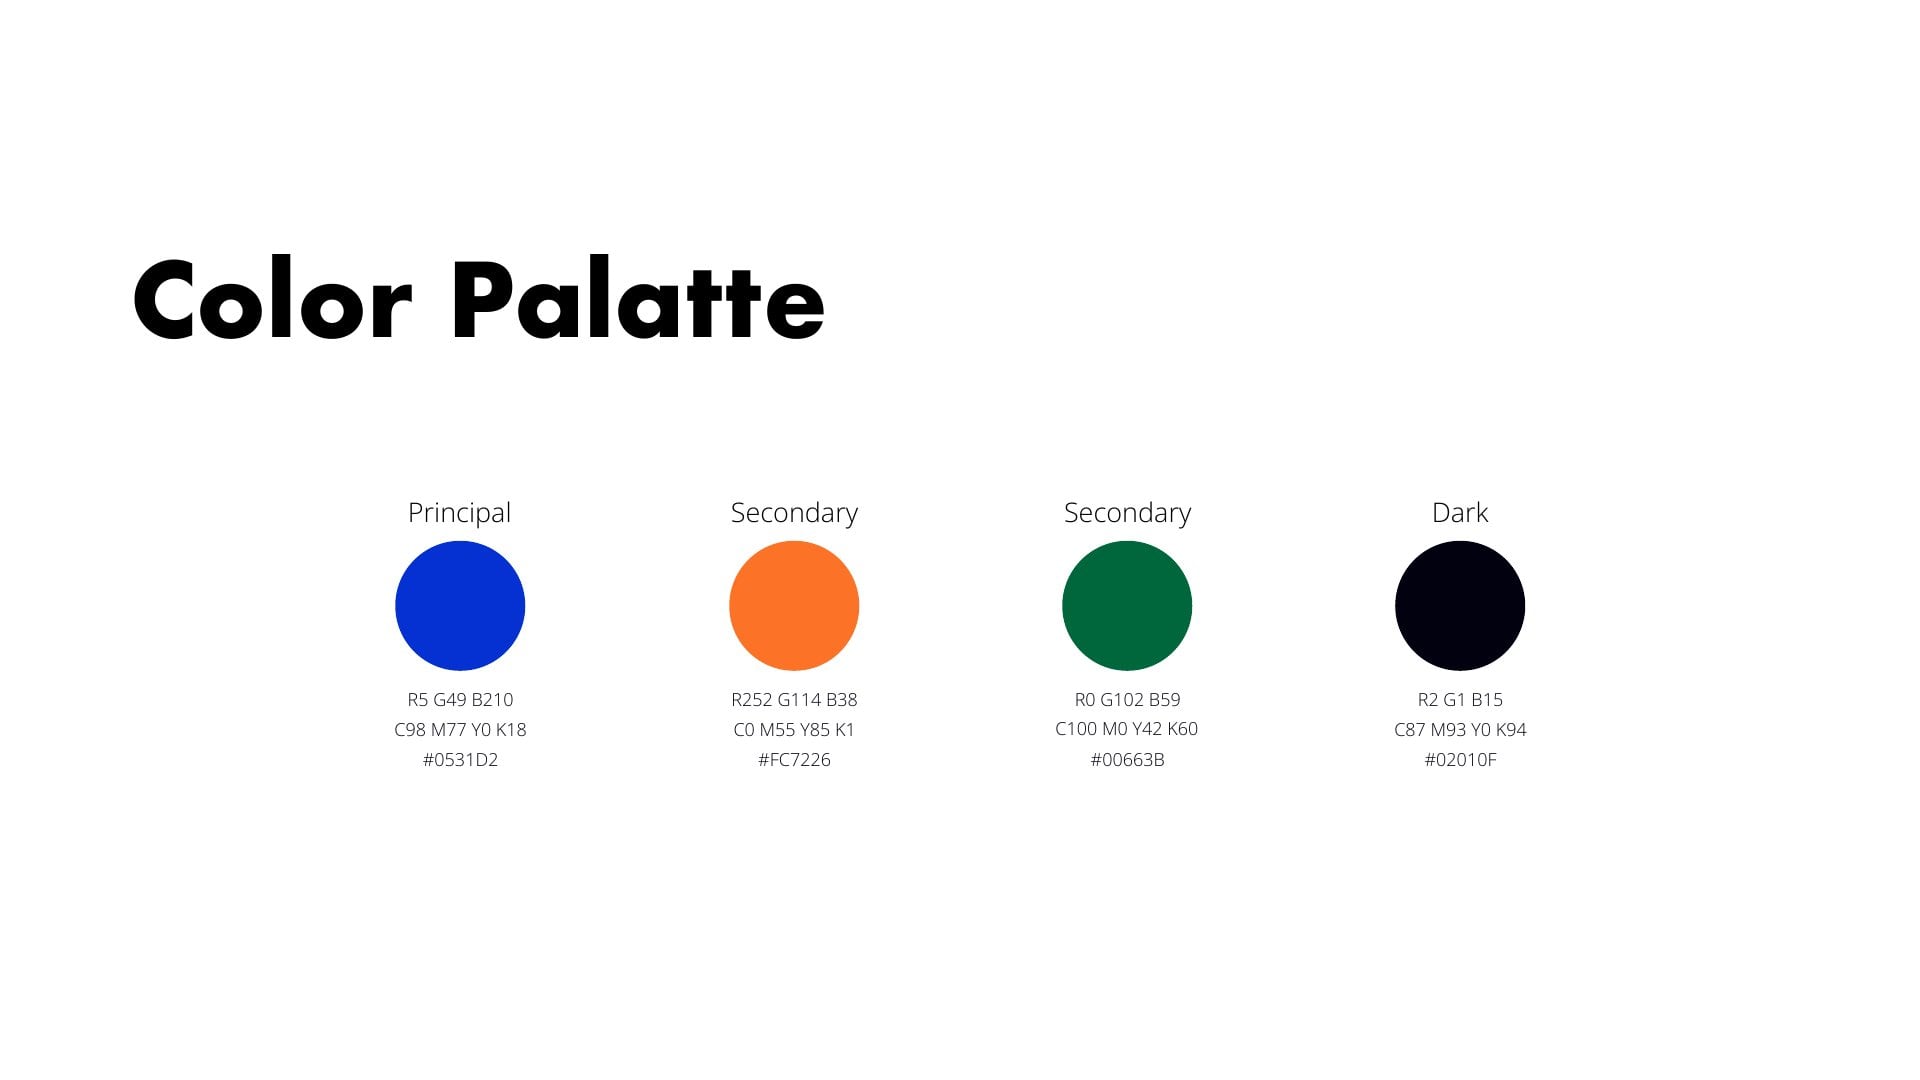 Color Palatte
Principal
R5 G49 B210
C98 M77 Y0 K18
#0531D2
Secondary
R252 G114 B38
C0 M55 Y85 K1
#FC7226
Secondary
R0 G102 B59
C100 M0 Y42 K60
#00663B
Dark
R2 G1 B15
C87 M93 Y0 K94
#02010F